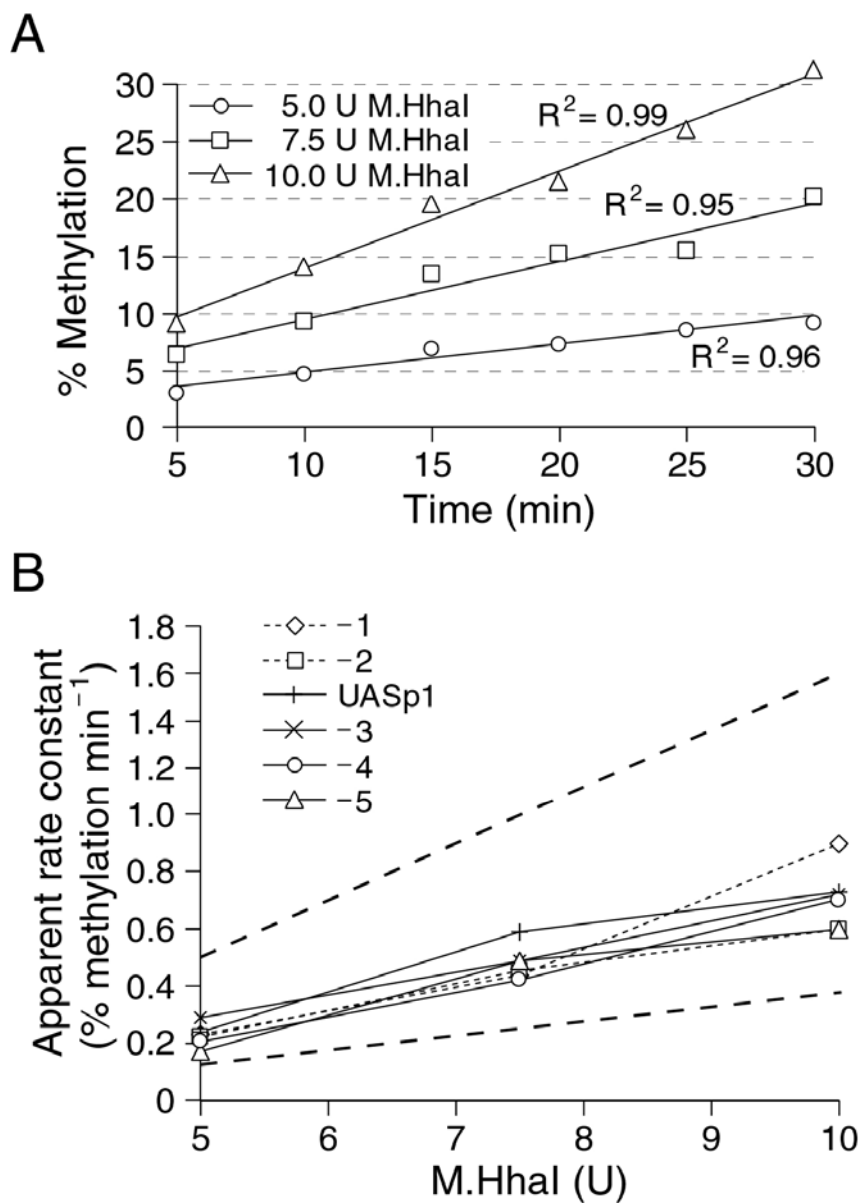 A
30
25
20
15
10
5
0
% Methylation
5.0 U M.HhaI
7.5 U M.HhaI
10.0 U M.HhaI
R² = 0.99
R² = 0.95
R² = 0.96
5 10 15 20 25 30
Time (min)
B
1.8
1.6
1.4
1.2
1.0
0.8
0.6
0.4
0.2
0
Apparent rate constant
(% methylation min⁻¹)
−1
−2
UASp1
−3
−4
−5
5 6 7 8 9 10
M.HhaI (U)